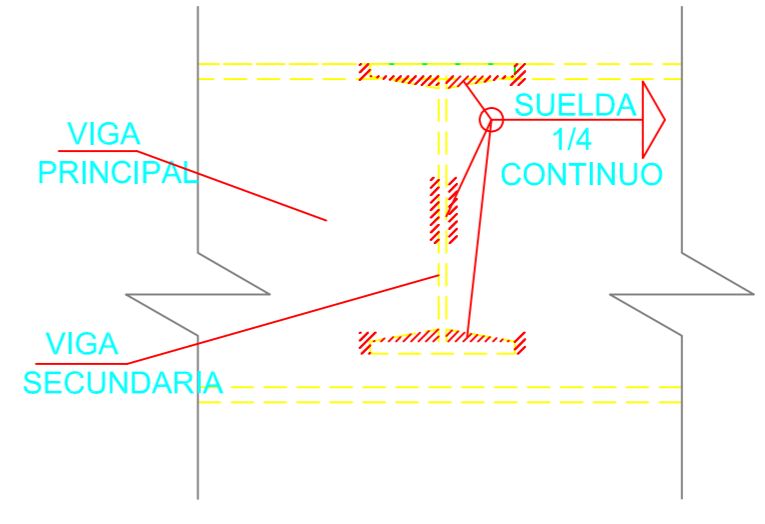 VIGA
PRINCIPAL
SUELDA
1/4
CONTINUO
VIGA
SECUNDARIA